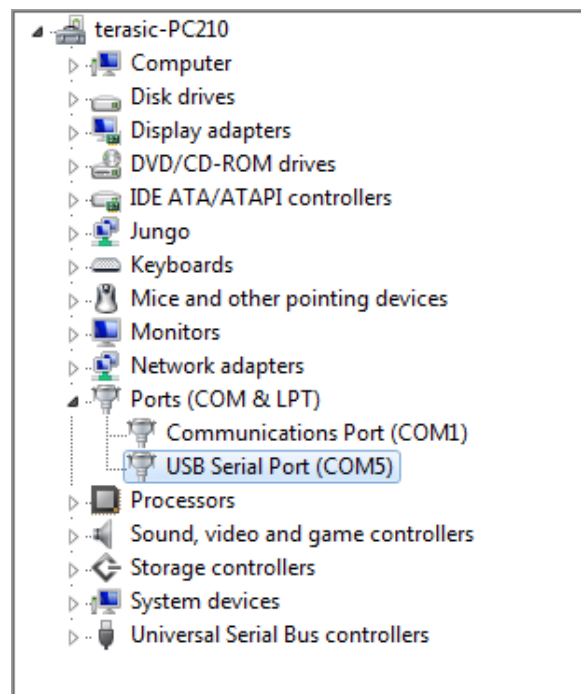 terasic-PC210
Computer
Disk drives
Display adapters
DVD/CD-ROM drives
IDE ATA/ATAPI controllers
Jungo
Keyboards
Mice and other pointing devices
Monitors
Network adapters
Ports (COM & LPT)
Communications Port (COM1)
USB Serial Port (COM5)
Processors
Sound, video and game controllers
Storage controllers
System devices
Universal Serial Bus controllers